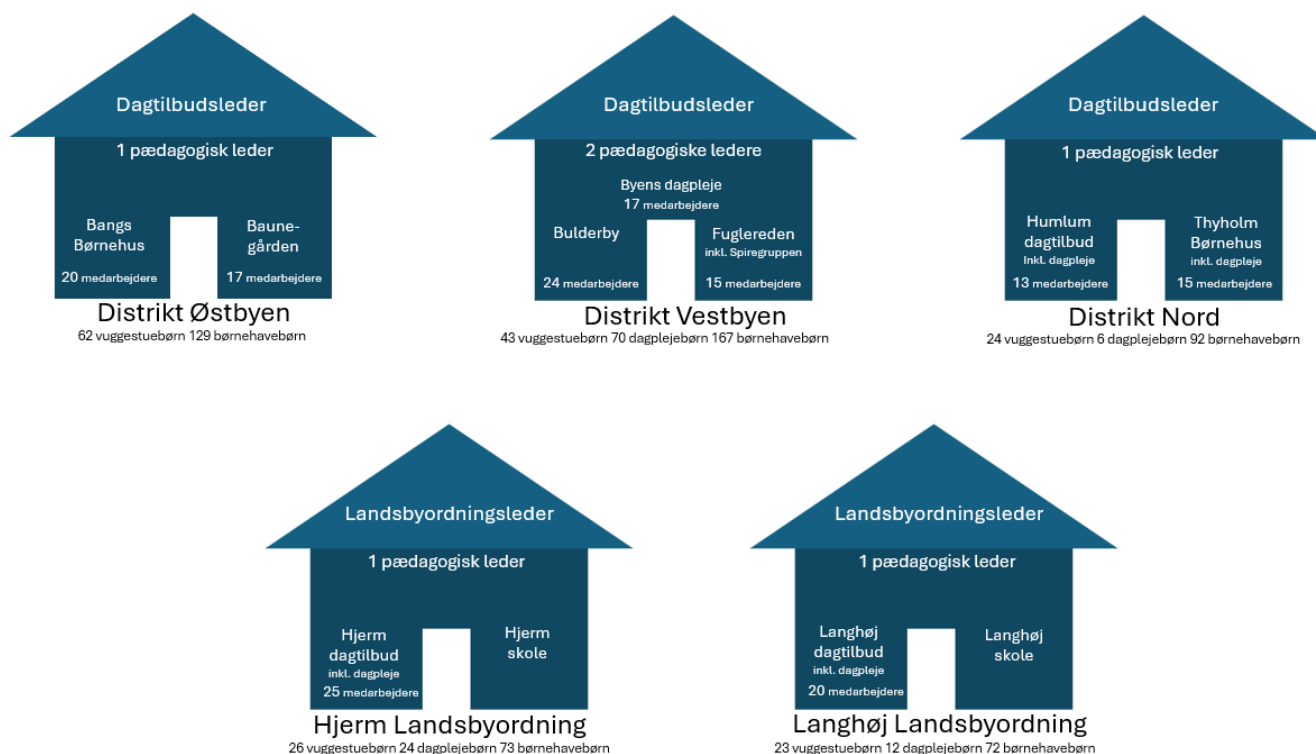 Dagtilbudsleder
1 pædagogisk leder
Bangs
Børnehus
20 medarbejdere
Baune-
gården
17 medarbejdere
Distrikt Østbyen
62 vuggestuebørn 129 børnehavebørn
Dagtilbudsleder
2 pædagogiske ledere
Byens dagpleje
17 medarbejdere
Bulderby
24 medarbejdere
Fuglereden
inkl. Spiregruppen
15 medarbejdere
Distrikt Vestbyen
43 vuggestuebørn 70 dagplejebørn 167 børnehavebørn
Dagtilbudsleder
1 pædagogisk leder
Humlum
dagtilbud
Inkl. dagpleje
13 medarbejdere
Thyholm
Børnehus
inkl. dagpleje
15 medarbejdere
Distrikt Nord
24 vuggestuebørn 6 dagplejebørn 92 børnehavebørn
Landsbyordningsleder
1 pædagogisk leder
Hjerm
dagtilbud
inkl. dagpleje
25 medarbejdere
Hjerm
skole
Hjerm Landsbyordning
26 vuggestuebørn 24 dagplejebørn 73 børnehavebørn
Landsbyordningsleder
1 pædagogisk leder
Langhøj
dagtilbud
inkl. dagpleje
20 medarbejdere
Langhøj
skole
Langhøj Landsbyordning
23 vuggestuebørn 12 dagplejebørn 72 børnehavebørn